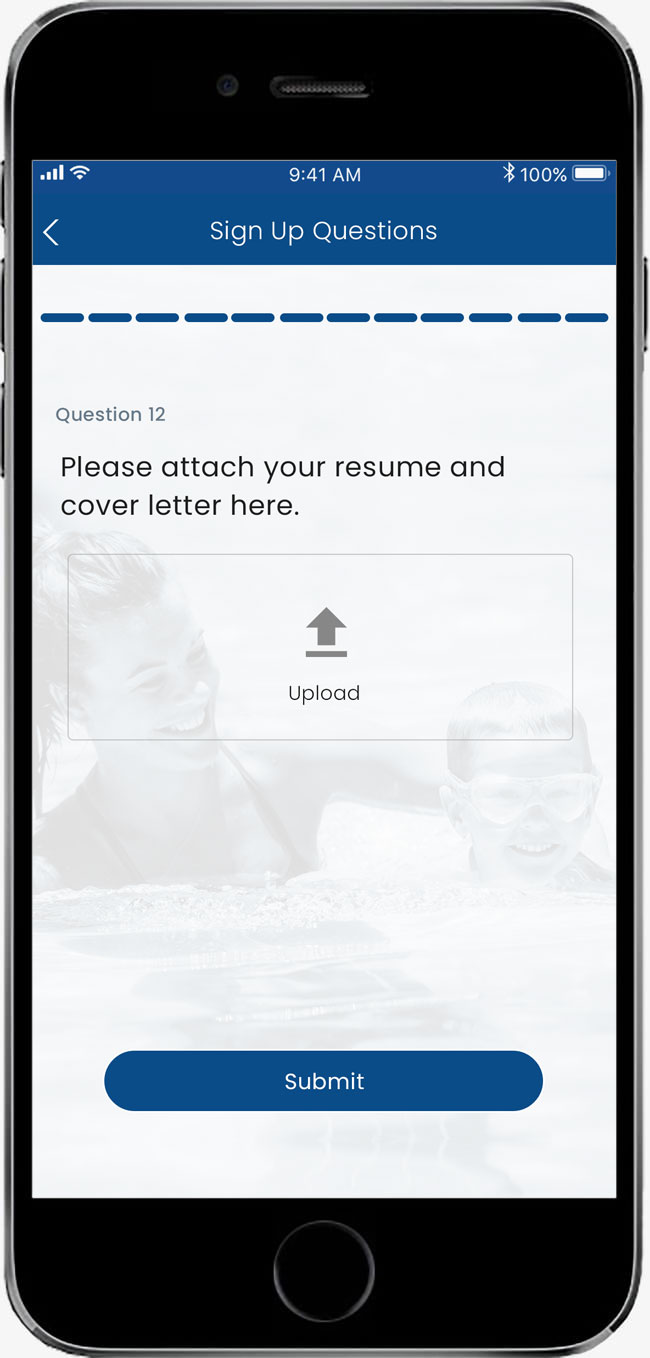 9:41 AM
100%
Sign Up Questions
Question 12
Please attach your resume and
cover letter here.
Upload
Submit